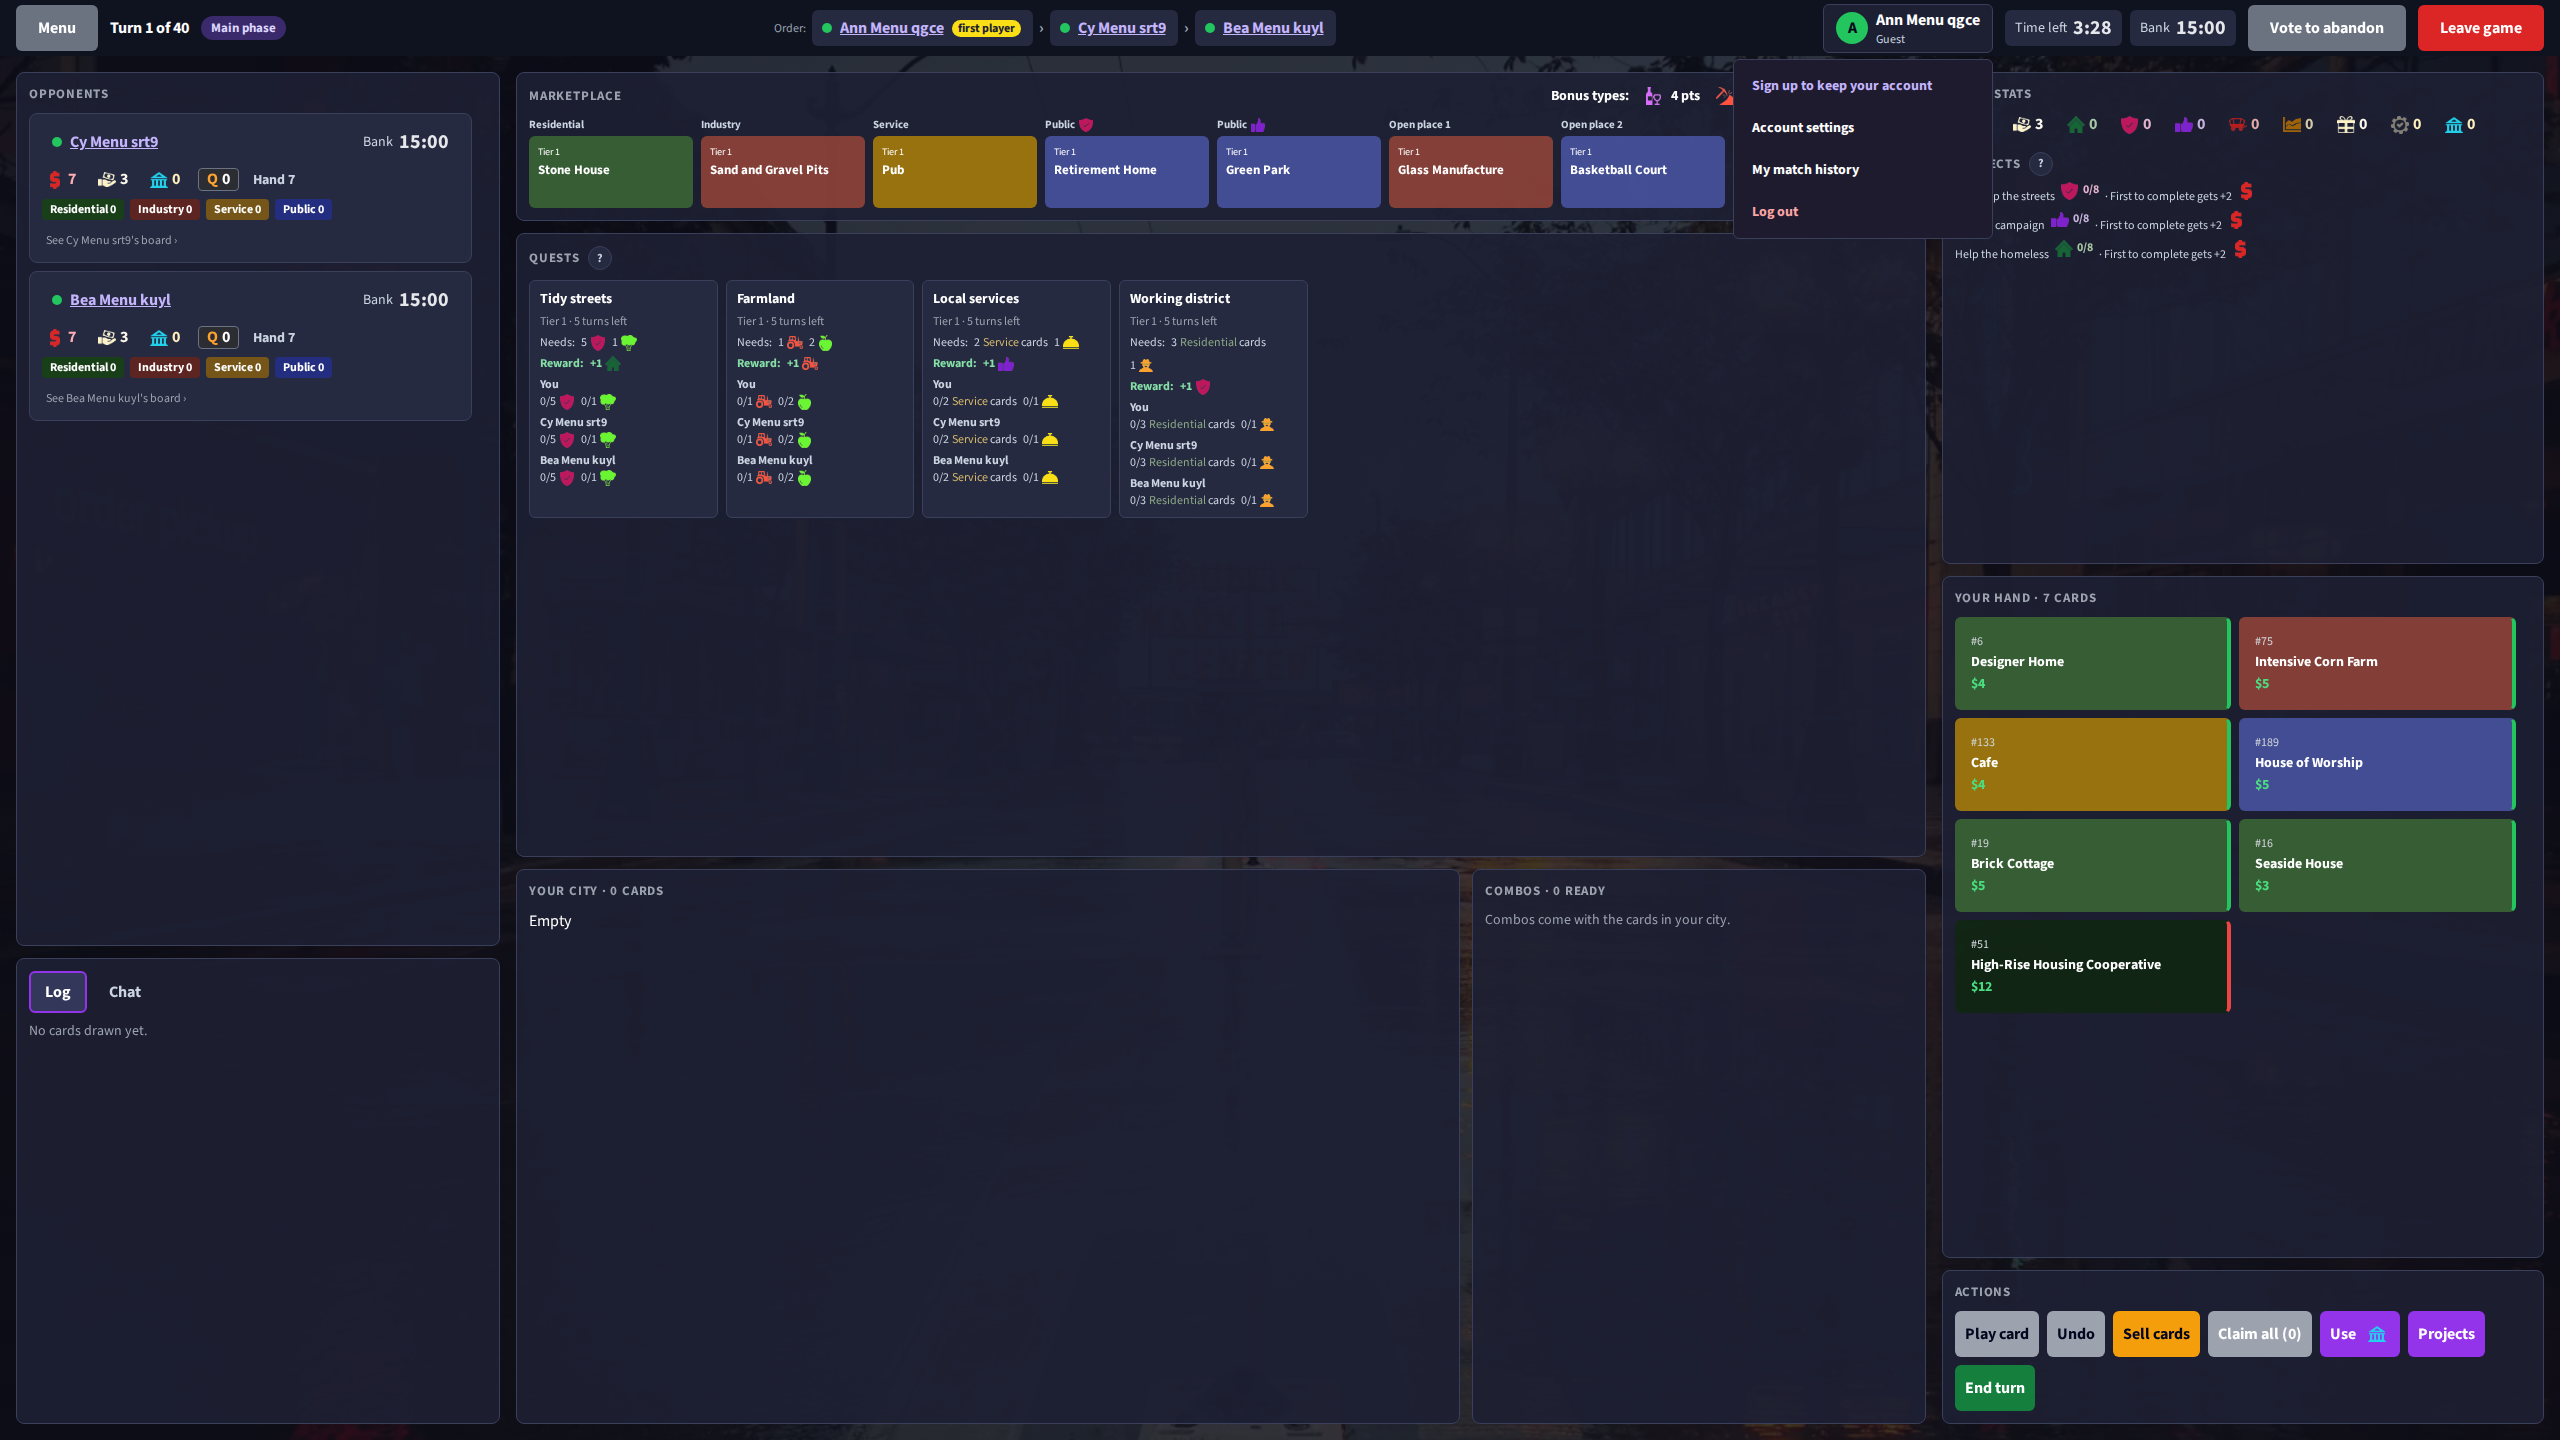 Menu
Turn 1 of 40
Main phase
Order:
Ann Menu qgce first player › Cy Menu srt9 › Bea Menu kuyl
A
Ann Menu qgce
Guest
Time left 3:28
Bank 15:00
Vote to abandon
Leave game
Sign up to keep your account
Account settings
My match history
Log out
OPPONENTS
Cy Menu srt9
Bank 15:00
7 3 0 Q 0 Hand 7
Residential 0 Industry 0 Service 0 Public 0
See Cy Menu srt9's board ›
Bea Menu kuyl
Bank 15:00
7 3 0 Q 0 Hand 7
Residential 0 Industry 0 Service 0 Public 0
See Bea Menu kuyl's board ›
Log
Chat
No cards drawn yet.
MARKETPLACE
Bonus types: 4 pts
Residential
Tier 1
Stone House
Industry
Tier 1
Sand and Gravel Pits
Service
Tier 1
Pub
Public
Tier 1
Retirement Home
Public
Tier 1
Green Park
Open place 1
Tier 1
Glass Manufacture
Open place 2
Tier 1
Basketball Court
QUESTS ?
Tidy streets
Tier 1 · 5 turns left
Needs: 5 1
Reward: +1
You
0/5 0/1
Cy Menu srt9
0/5 0/1
Bea Menu kuyl
0/5 0/1
Farmland
Tier 1 · 5 turns left
Needs: 1 2
Reward: +1
You
0/1 0/2
Cy Menu srt9
0/1 0/2
Bea Menu kuyl
0/1 0/2
Local services
Tier 1 · 5 turns left
Needs: 2 Service cards 1
Reward: +1
You
0/2 Service cards 0/1
Cy Menu srt9
0/2 Service cards 0/1
Bea Menu kuyl
0/2 Service cards 0/1
Working district
Tier 1 · 5 turns left
Needs: 3 Residential cards
1
Reward: +1
You
0/3 Residential cards 0/1
Cy Menu srt9
0/3 Residential cards 0/1
Bea Menu kuyl
0/3 Residential cards 0/1
YOUR CITY · 0 CARDS
Empty
COMBOS · 0 READY
Combos come with the cards in your city.
STATS
3 0 0 0 0 0 0 0 0
?
the streets 0/8 · First to complete gets +2
campaign 0/8 · First to complete gets +2
Help the homeless 0/8 · First to complete gets +2
YOUR HAND · 7 CARDS
#6
Designer Home
$4
#75
Intensive Corn Farm
$5
#133
Cafe
$4
#189
House of Worship
$5
#19
Brick Cottage
$5
#16
Seaside House
$3
#51
High-Rise Housing Cooperative
$12
ACTIONS
Play card
Undo
Sell cards
Claim all (0)
Use
Projects
End turn